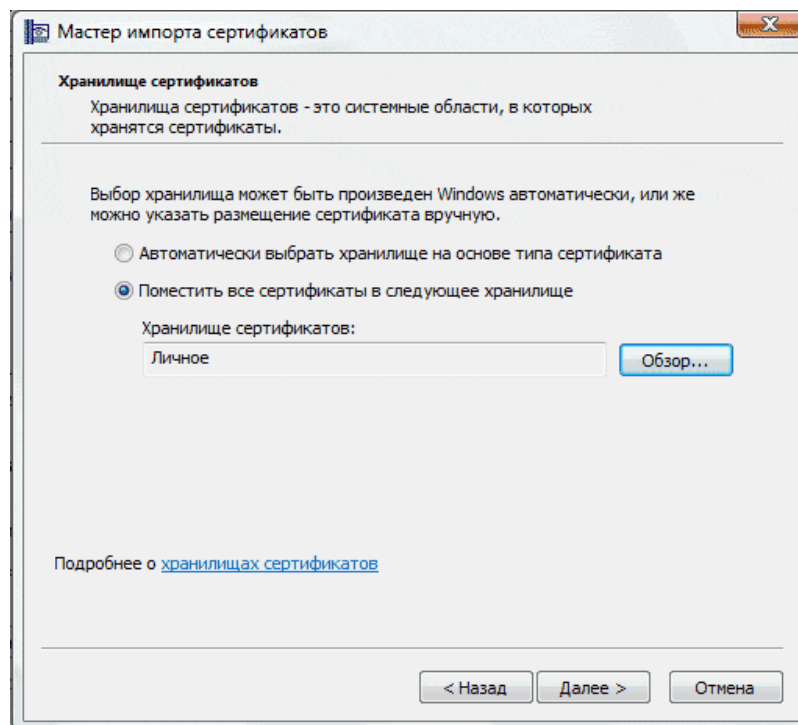 Мастер импорта сертификатов
Хранилище сертификатов
Хранилища сертификатов - это системные области, в которых
хранятся сертификаты.
Выбор хранилища может быть произведен Windows автоматически, или же
можно указать размещение сертификата вручную.
Автоматически выбрать хранилище на основе типа сертификата
Поместить все сертификаты в следующее хранилище
Хранилище сертификатов:
Личное
Обзор...
Подробнее о хранилищах сертификатов
< Назад
Далее >
Отмена